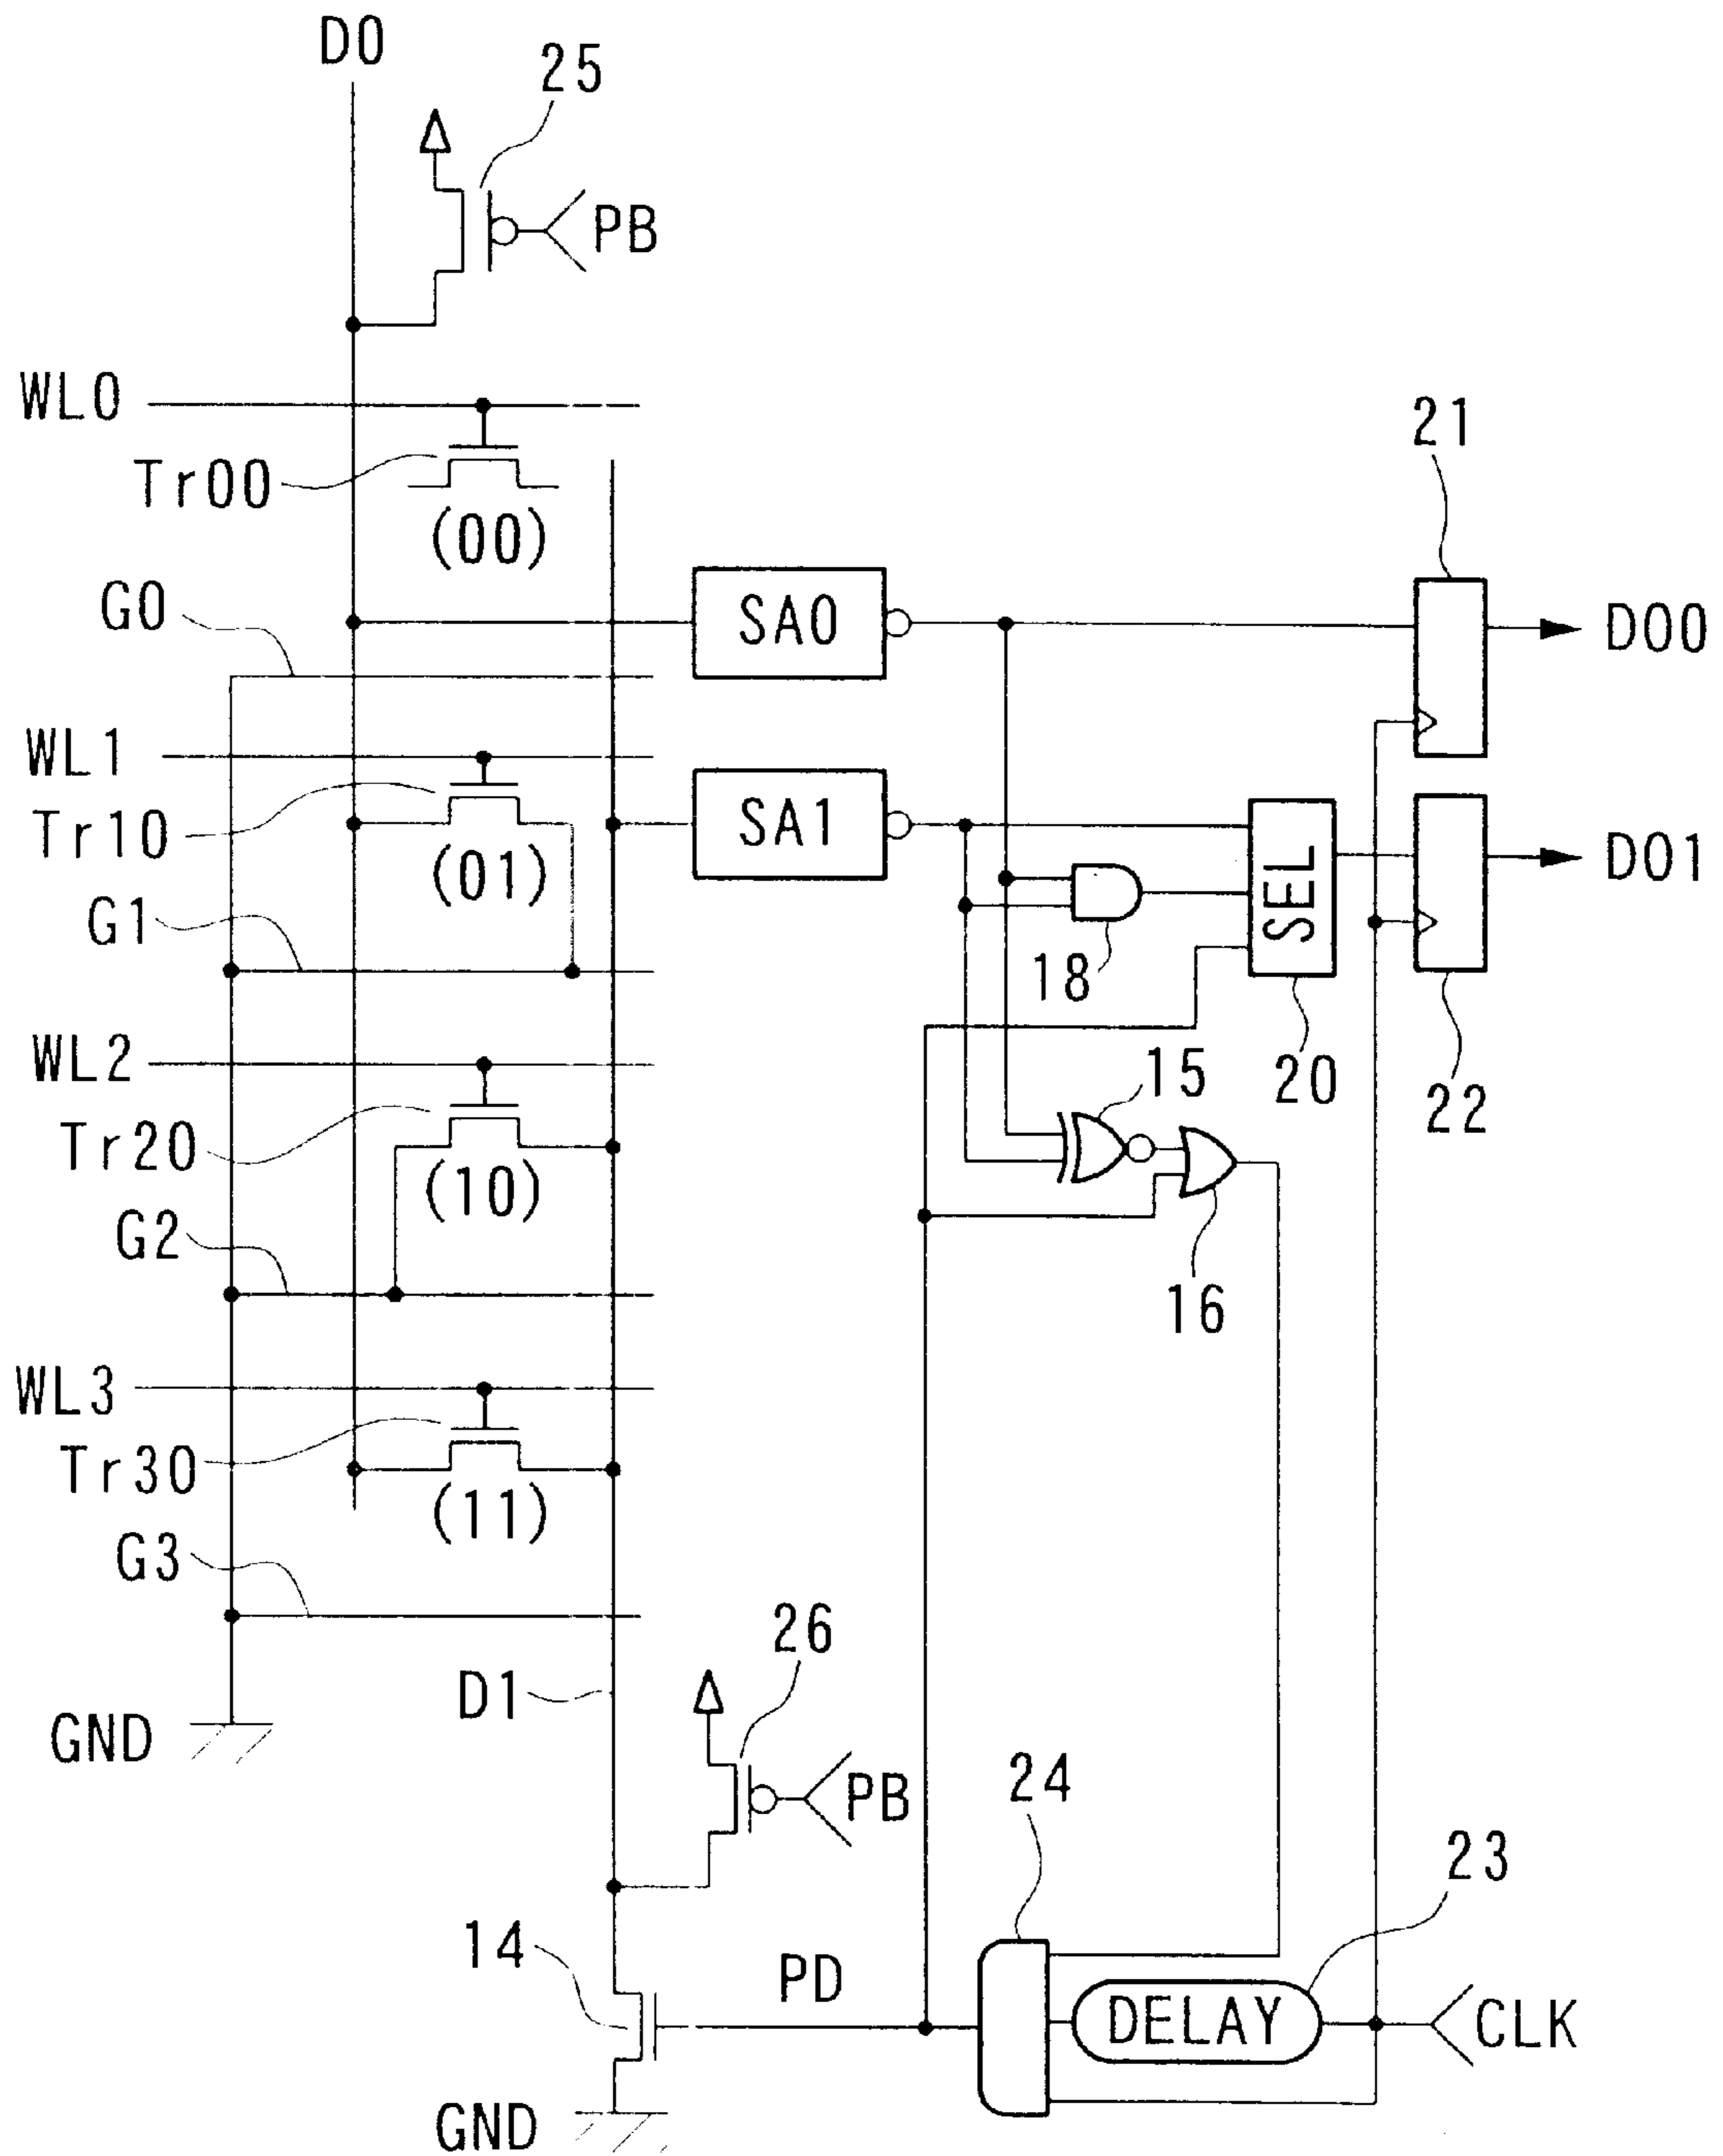 D0
25
PB
WL0
Tr00
(00)
21
G0
SA0
D00
WL1
Tr10
(01)
SA1
SEL
D01
G1
18
WL2
15
20
22
Tr20
(10)
G2
16
WL3
Tr30
(11)
G3
26
D1
GND
PB
24
23
14
PD
DELAY
CLK
GND